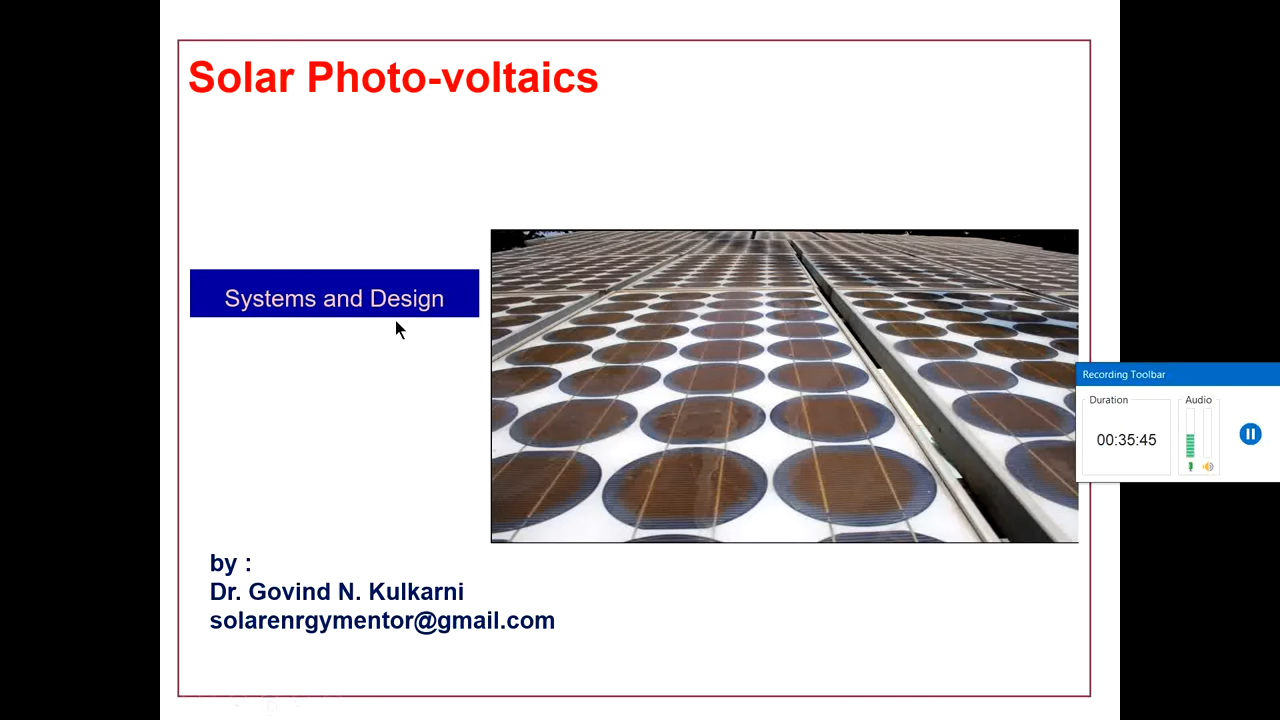 Solar Photo-voltaics
Systems and Design
Recording Toolbar
Duration
Audio
00:35:45
by :
Dr. Govind N. Kulkarni
solarenrgymentor@gmail.com